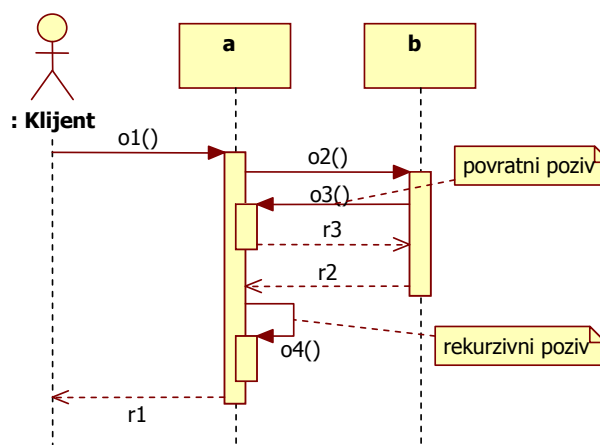 a
b
: Klijent
o1()
o2()
povratni poziv
o3()
r3
r2
o4()
rekurzivni poziv
r1